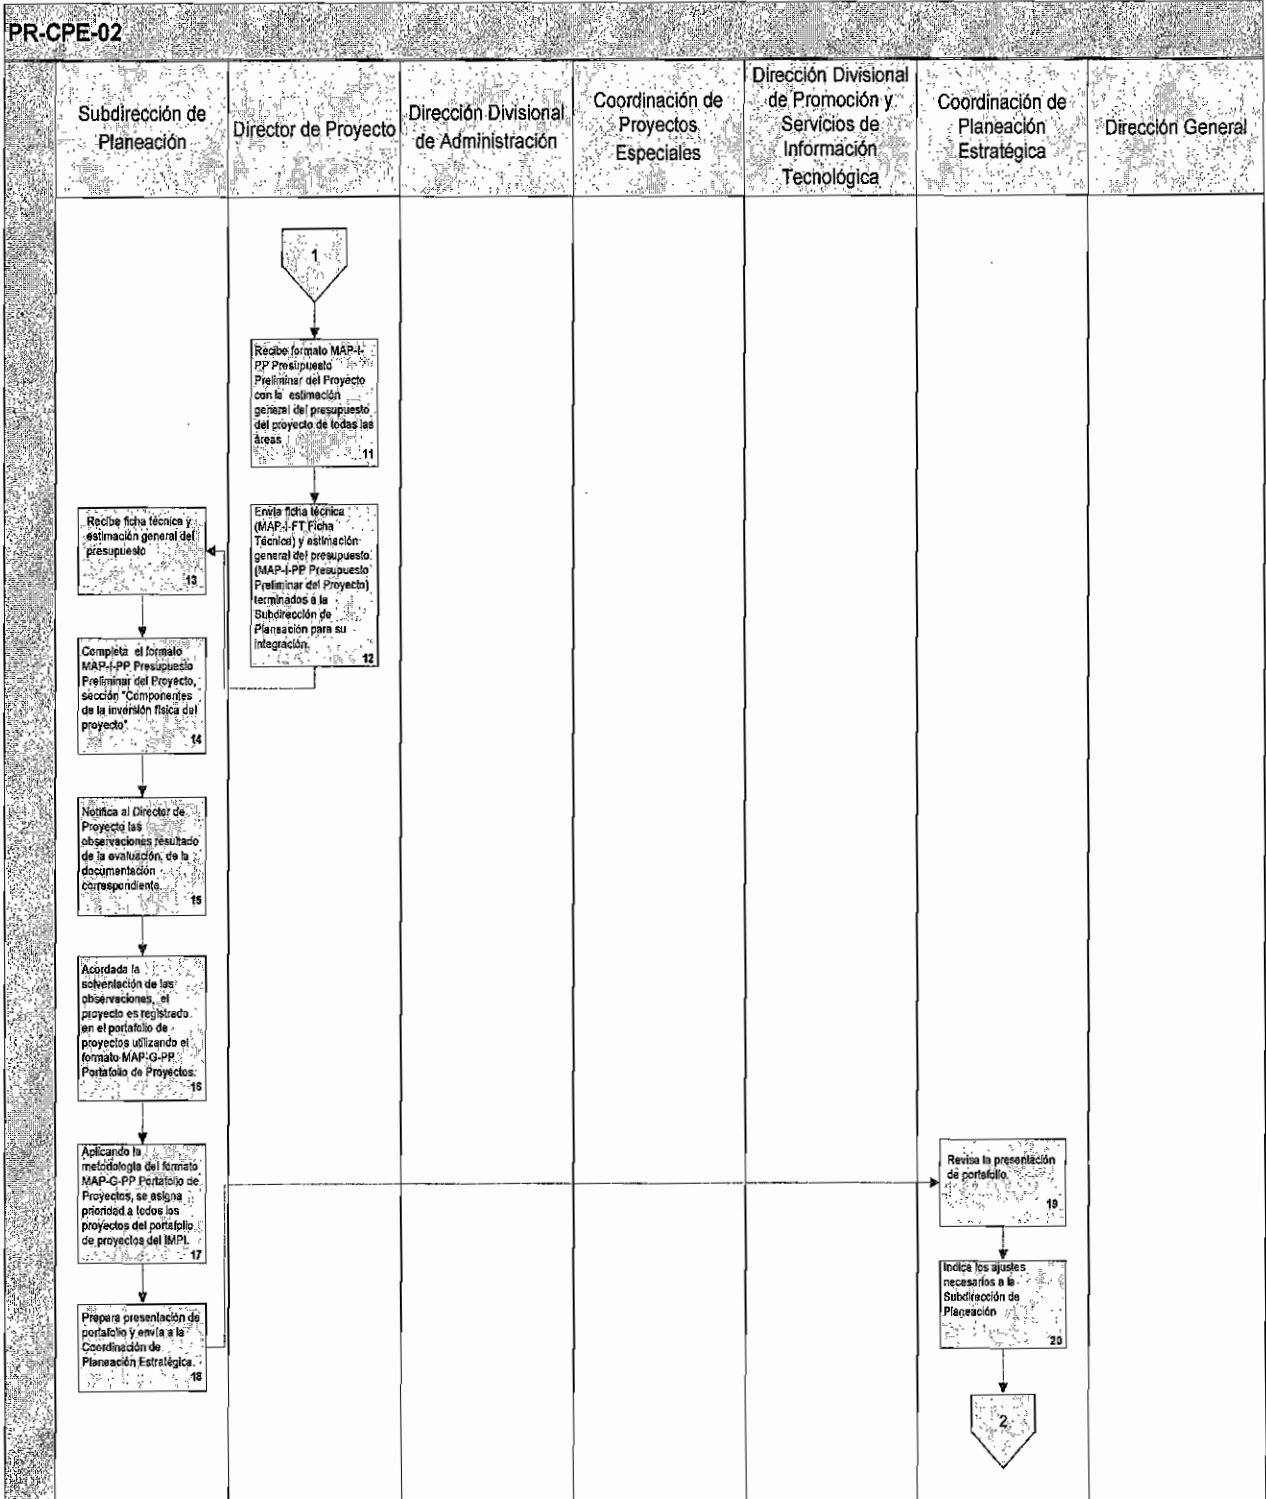 PR-CPE-02
Subdirección de
Planeación
Director de Proyecto
Dirección Divisional
de Administración
Coordinación de
Proyectos
Especiales
Dirección Divisional
de Promoción y
Servicios de
Información
Tecnológica
Coordinación de
Planeación
Estratégica
Dirección General
1
Recibe formato MAP-I-
PP Presupuesto
Preliminar del Proyecto
con la estimación
general del presupuesto
del proyecto de todas las
áreas
11
Envía ficha técnica
(MAP-I-FT Ficha
Técnica) y estimación
general del presupuesto.
(MAP-I-PP Presupuesto
Preliminar del Proyecto)
terminados a la
Subdirección de
Planeación para su
integración.
12
Recibe ficha técnica y
estimación general del
presupuesto
13
Completa el formato
MAP-I-PP Presupuesto
Preliminar del Proyecto,
sección "Componentes
de la inversión física del
proyecto"
14
Notifica al Director de
Proyecto las
observaciones resultado
de la evaluación, de la
documentación
correspondiente.
15
Acordada la
solventación de las
observaciones, el
proyecto es registrado
en el portafolio de
proyectos utilizando el
formato MAP-G-PP
Portafolio de Proyectos.
16
Aplicando la
metodología del formato
MAP-G-PP Portafolio de
Proyectos, se asigna
prioridad a todos los
proyectos del portafolio
de proyectos del IMPI.
17
Prepara presentación de
portafolio y envía a la
Coordinación de
Planeación Estratégica.
18
Revisa la presentación
de portafolio.
19
Indica los ajustes
necesarios a la
Subdirección de
Planeación
20
2